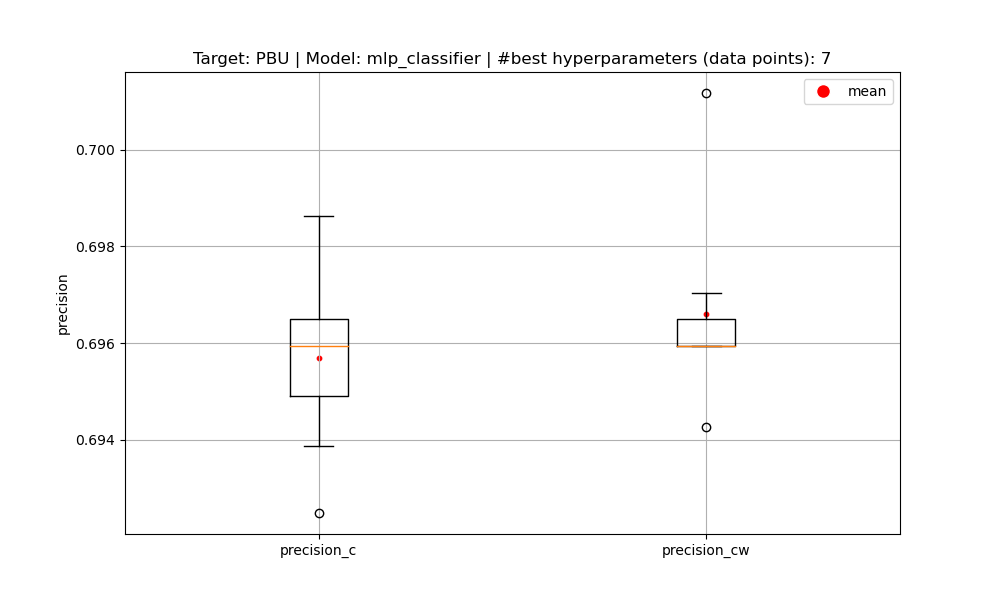 Target: PBU | Model: mlp_classifier | #best hyperparameters (data points): 7
mean
0.700
0.698
0.696
0.694
precision
precision_c
precision_cw